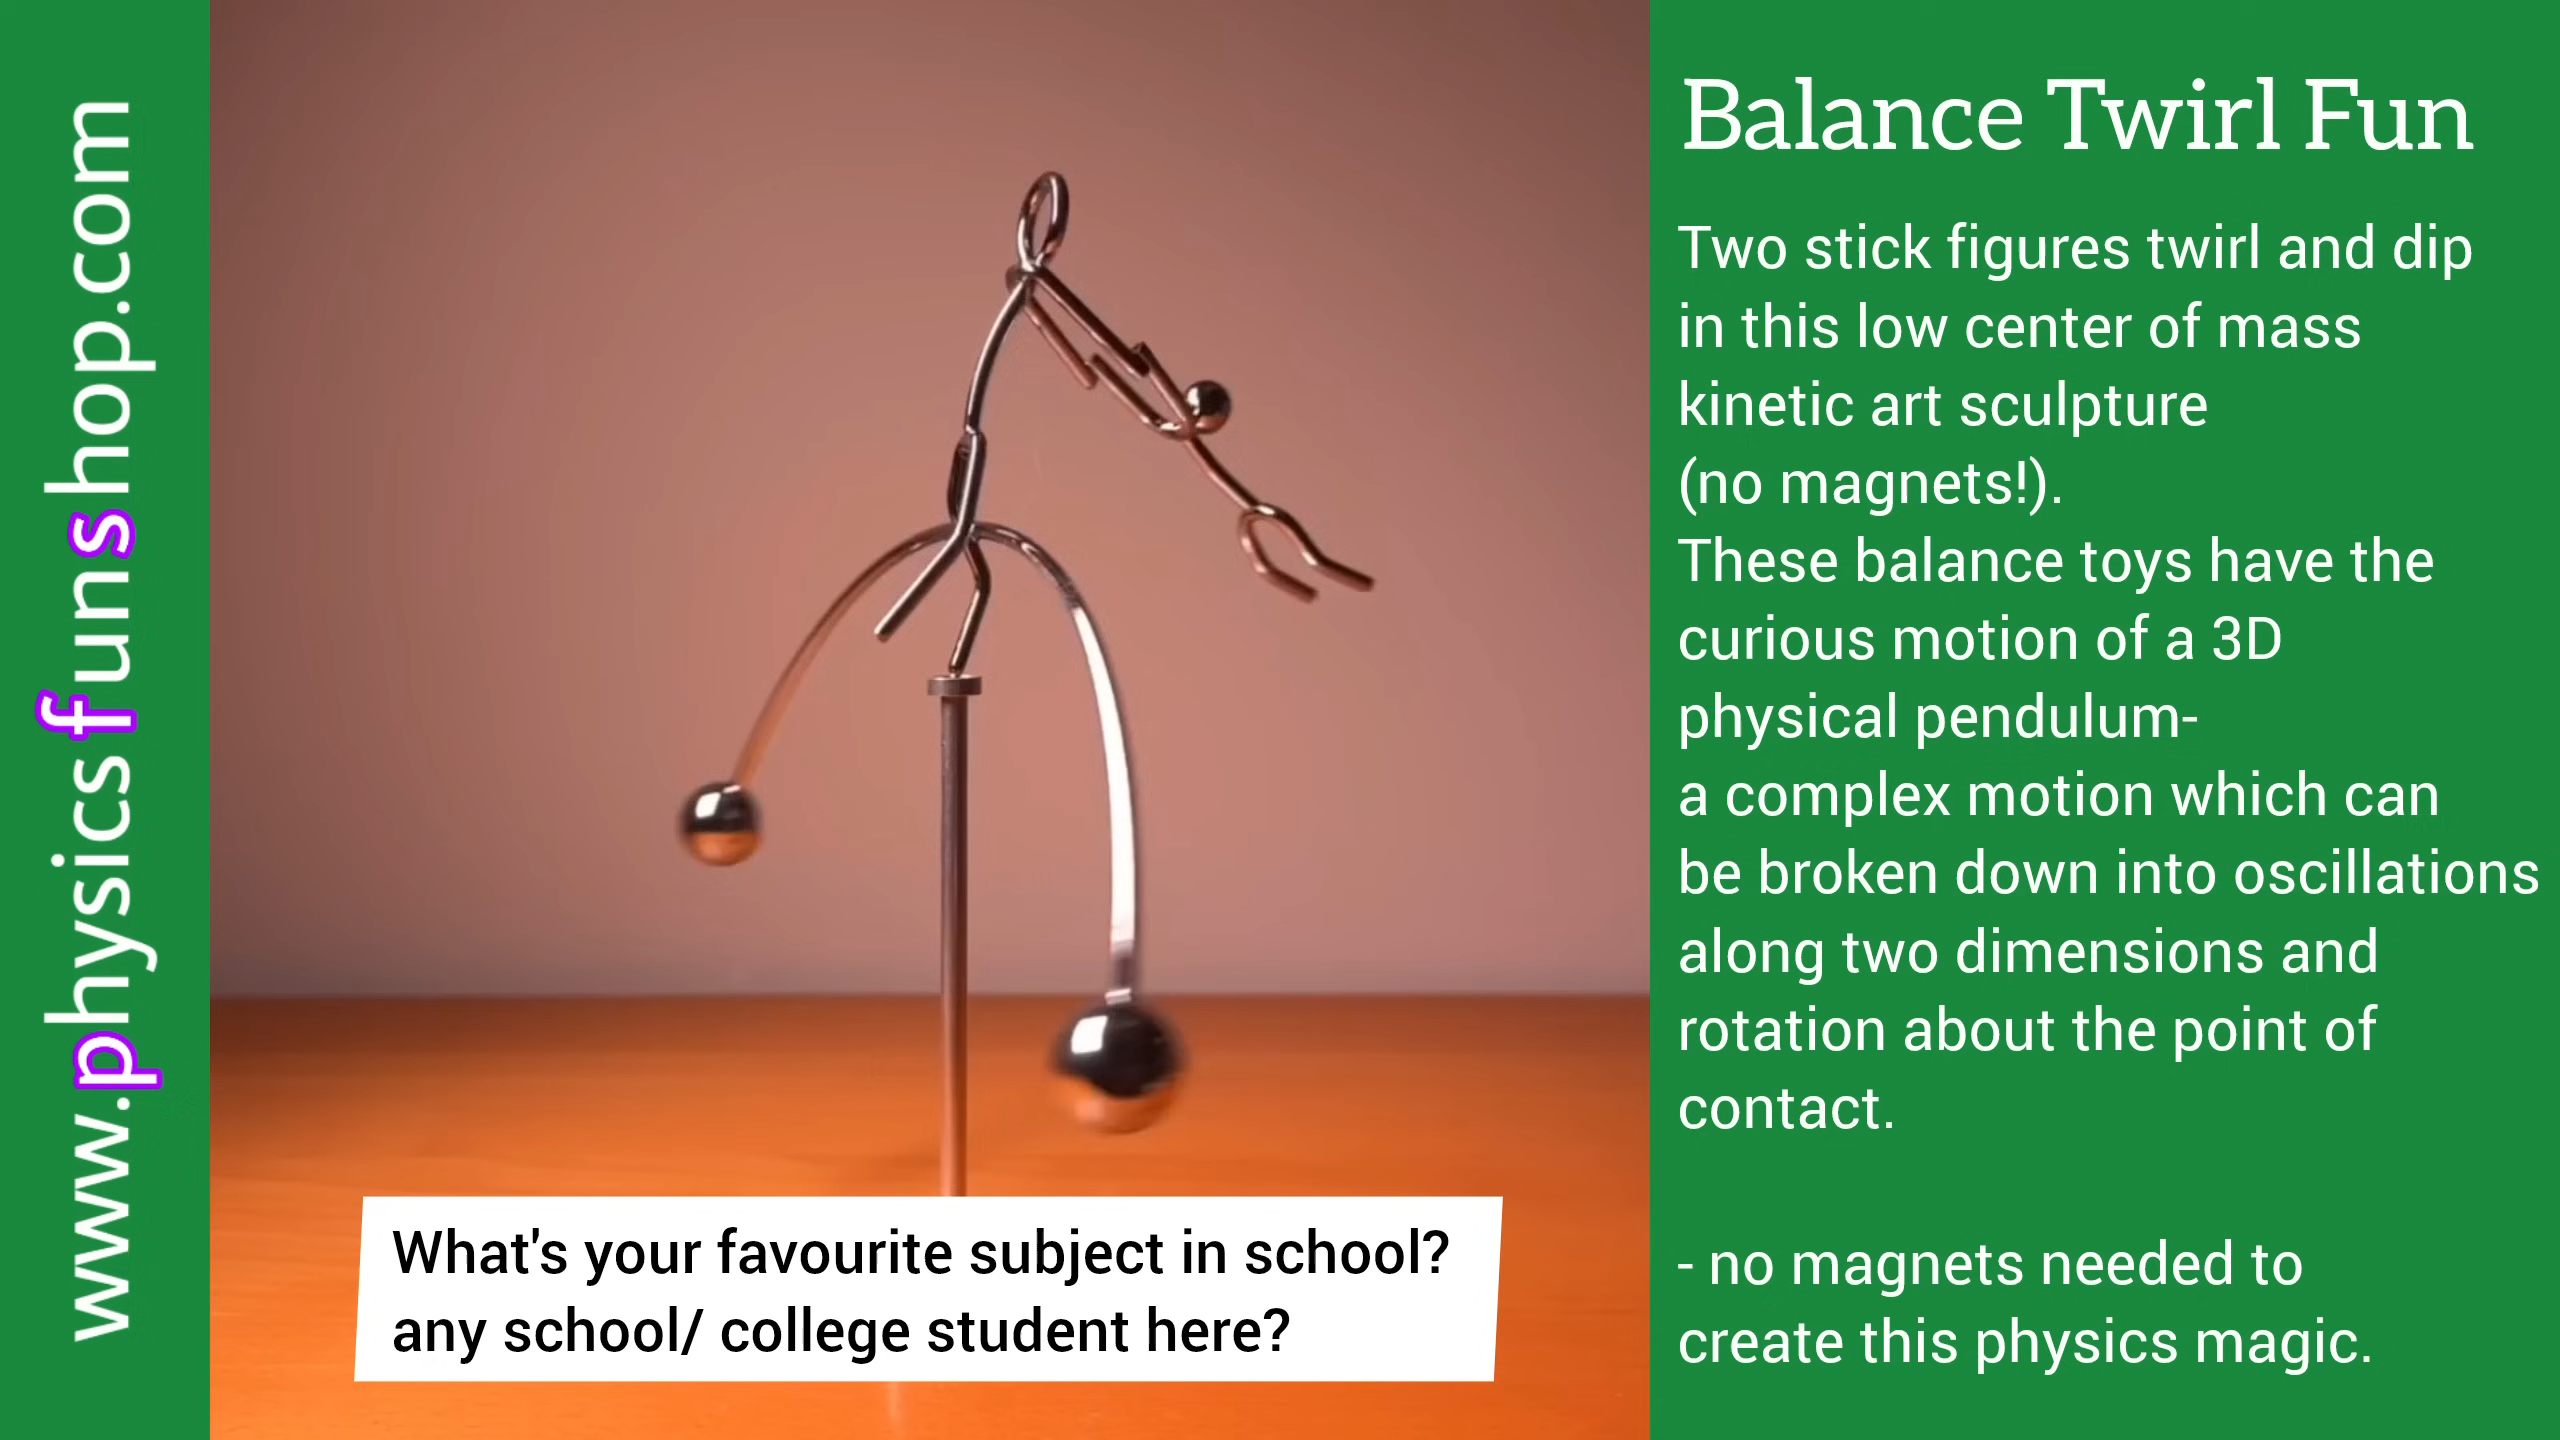 www.physicsfunshop.com
Balance Twirl Fun
Two stick figures twirl and dip
in this low center of mass
kinetic art sculpture
(no magnets!).
These balance toys have the
curious motion of a 3D
physical pendulum-
a complex motion which can
be broken down into oscillations
along two dimensions and
rotation about the point of
contact.
- no magnets needed to
create this physics magic.
What's your favourite subject in school?
any school/ college student here?